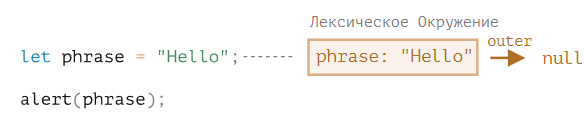 Лексическое Окружение
let phrase = "Hello"; phrase: "Hello" outer null
alert(phrase);